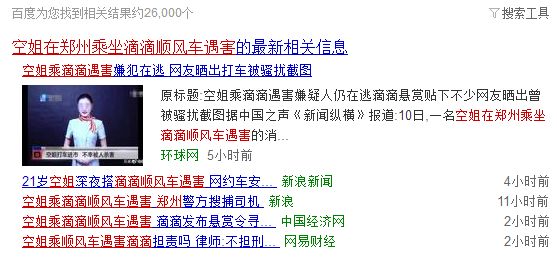 百度为您找到相关结果约26,000个 搜索工具
空姐在郑州乘坐滴滴顺风车遇害的最新相关信息
空姐乘滴滴遇害嫌犯在逃 网友晒出打车被骚扰截图
原标题:空姐乘滴滴遇害嫌疑人仍在逃滴滴悬赏贴下不少网友晒出曾
被骚扰截图据中国之声《新闻纵横》报道:10日,一名空姐在郑州乘坐
滴滴顺风车遇害的消...
空姐打车进市 不幸被人杀害
环球网 5小时前
21岁空姐深夜搭滴滴顺风车遇害 网约车安... 新浪新闻 4小时前
空姐乘坐滴滴顺风车遇害 郑州警方搜捕司机 新浪 11小时前
空姐乘坐滴滴顺风车遇害 滴滴发布悬赏令寻... 中国经济网 2小时前
空姐乘顺风车遇害滴滴担责吗 律师:不担刑... 网易财经 2小时前